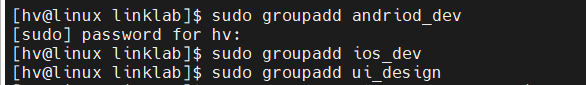 [hv@linux linklab]$ sudo groupadd andriod_dev
[sudo] password for hv:
[hv@linux linklab]$ sudo groupadd ios_dev
[hv@linux linklab]$ sudo groupadd ui_design